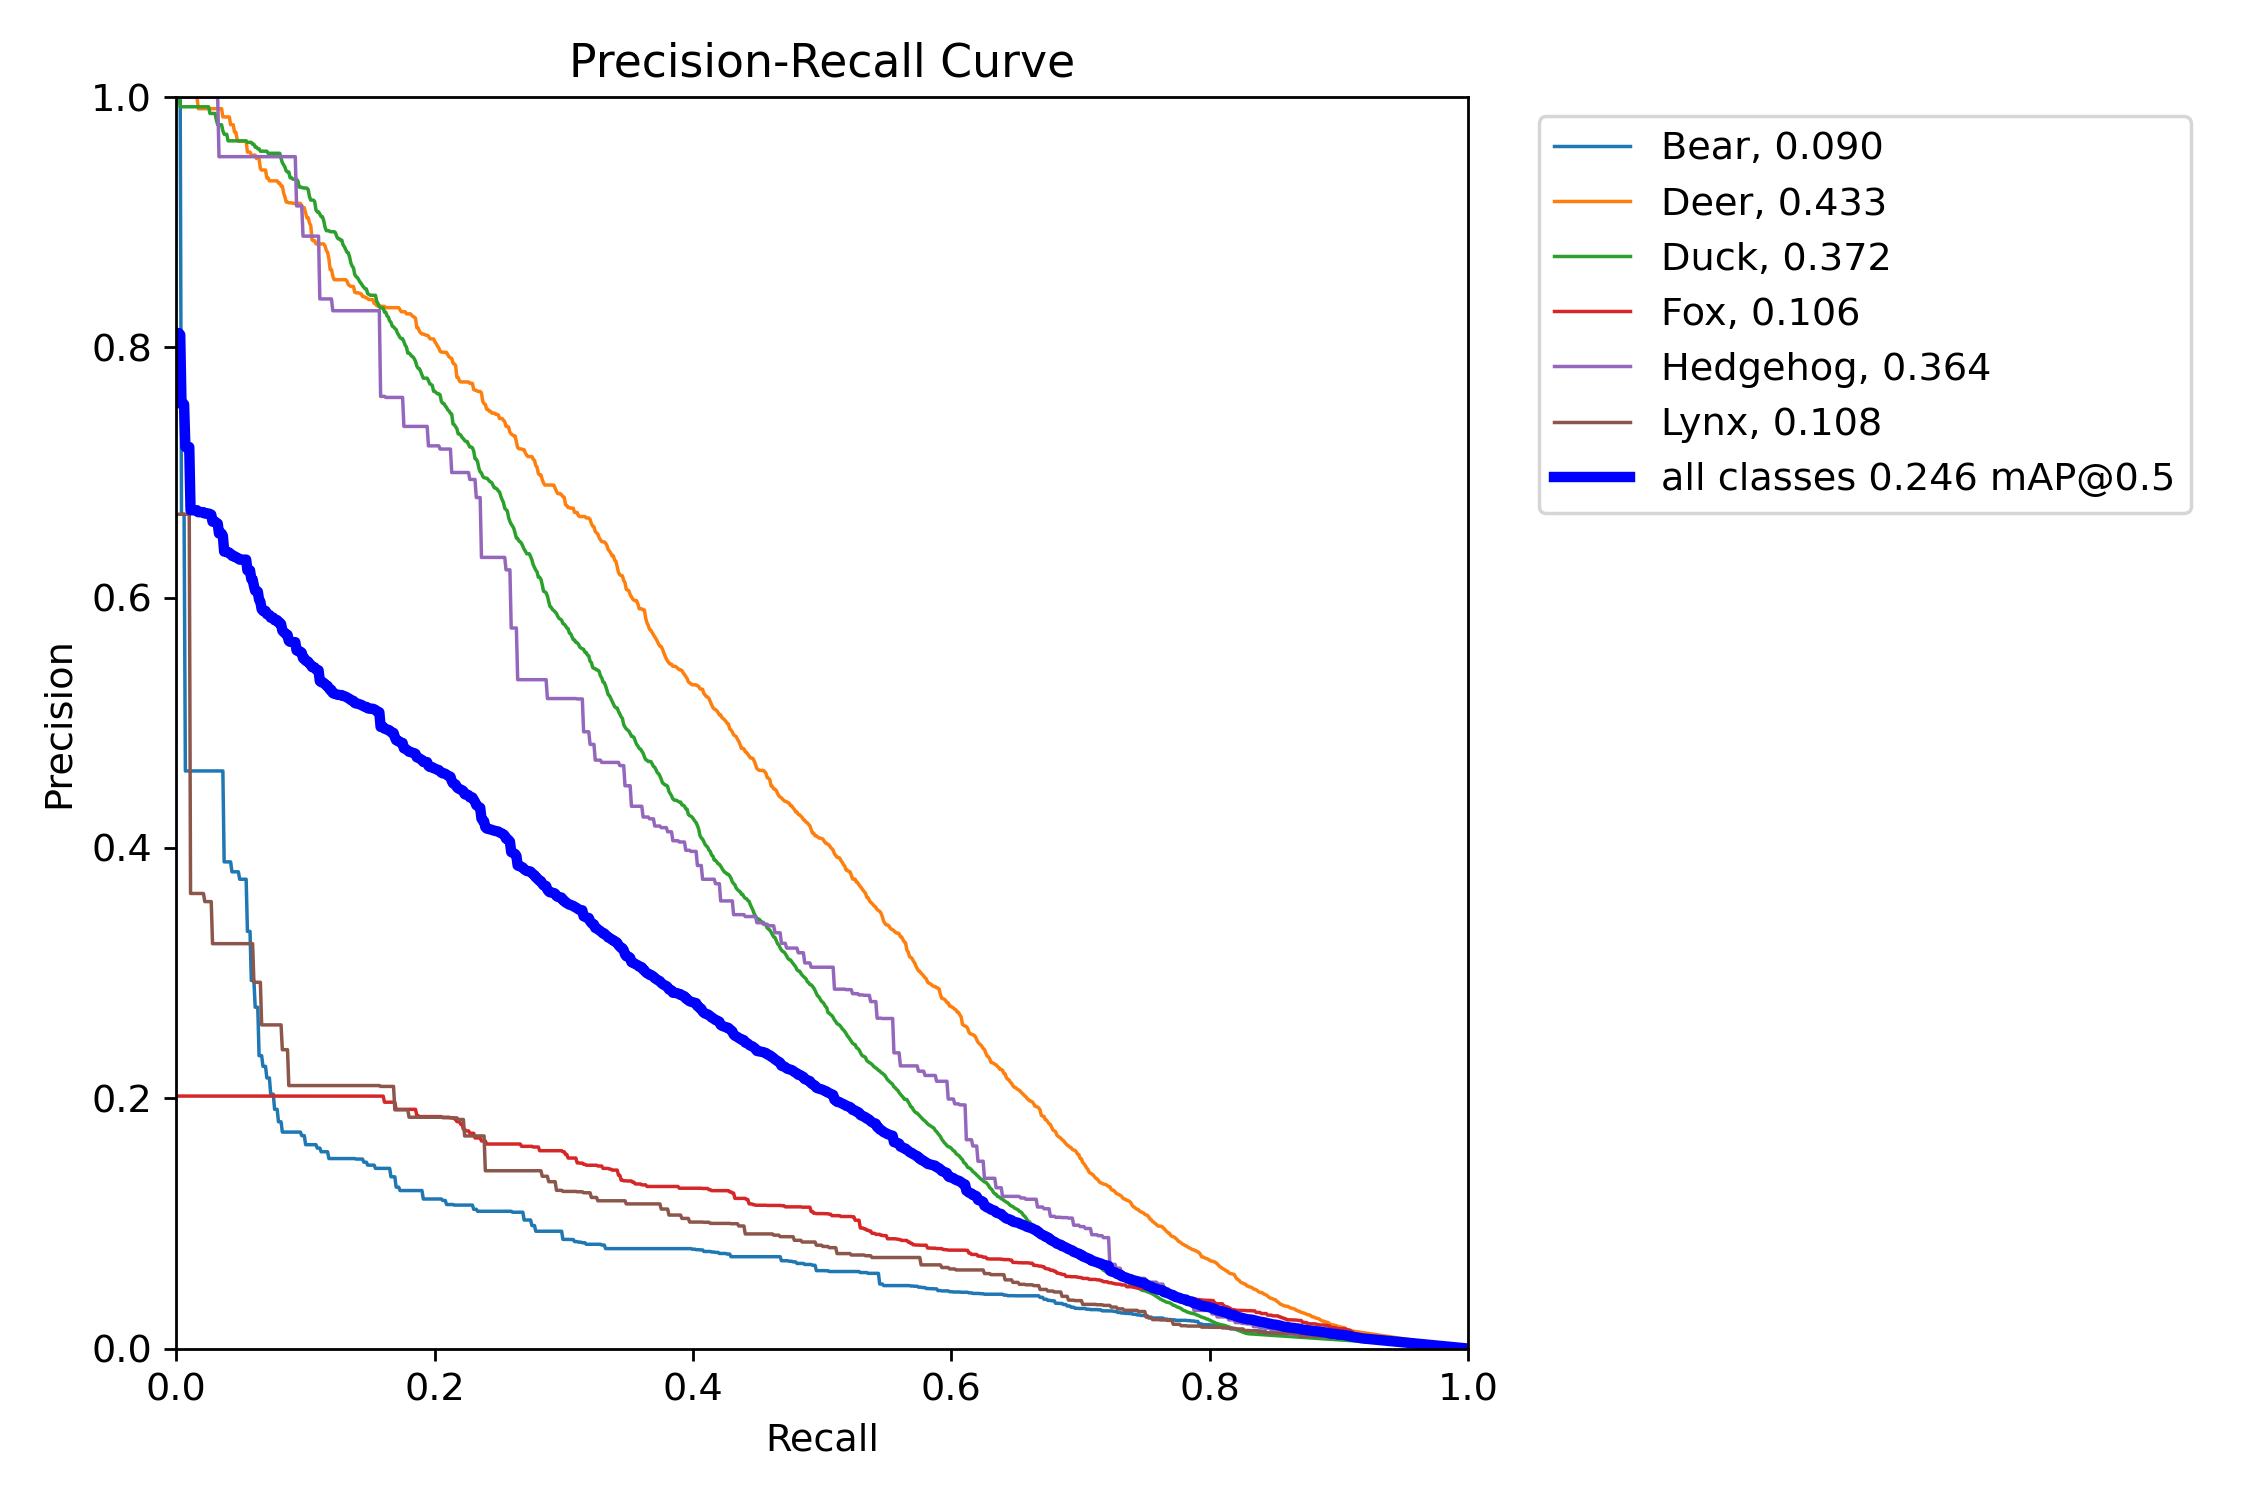 Precision-Recall Curve
1.0
0.8
0.6
0.4
0.2
0.0
Precision
0.0 0.2 0.4 0.6 0.8 1.0
Recall
Bear, 0.090
Deer, 0.433
Duck, 0.372
Fox, 0.106
Hedgehog, 0.364
Lynx, 0.108
all classes 0.246 mAP@0.5